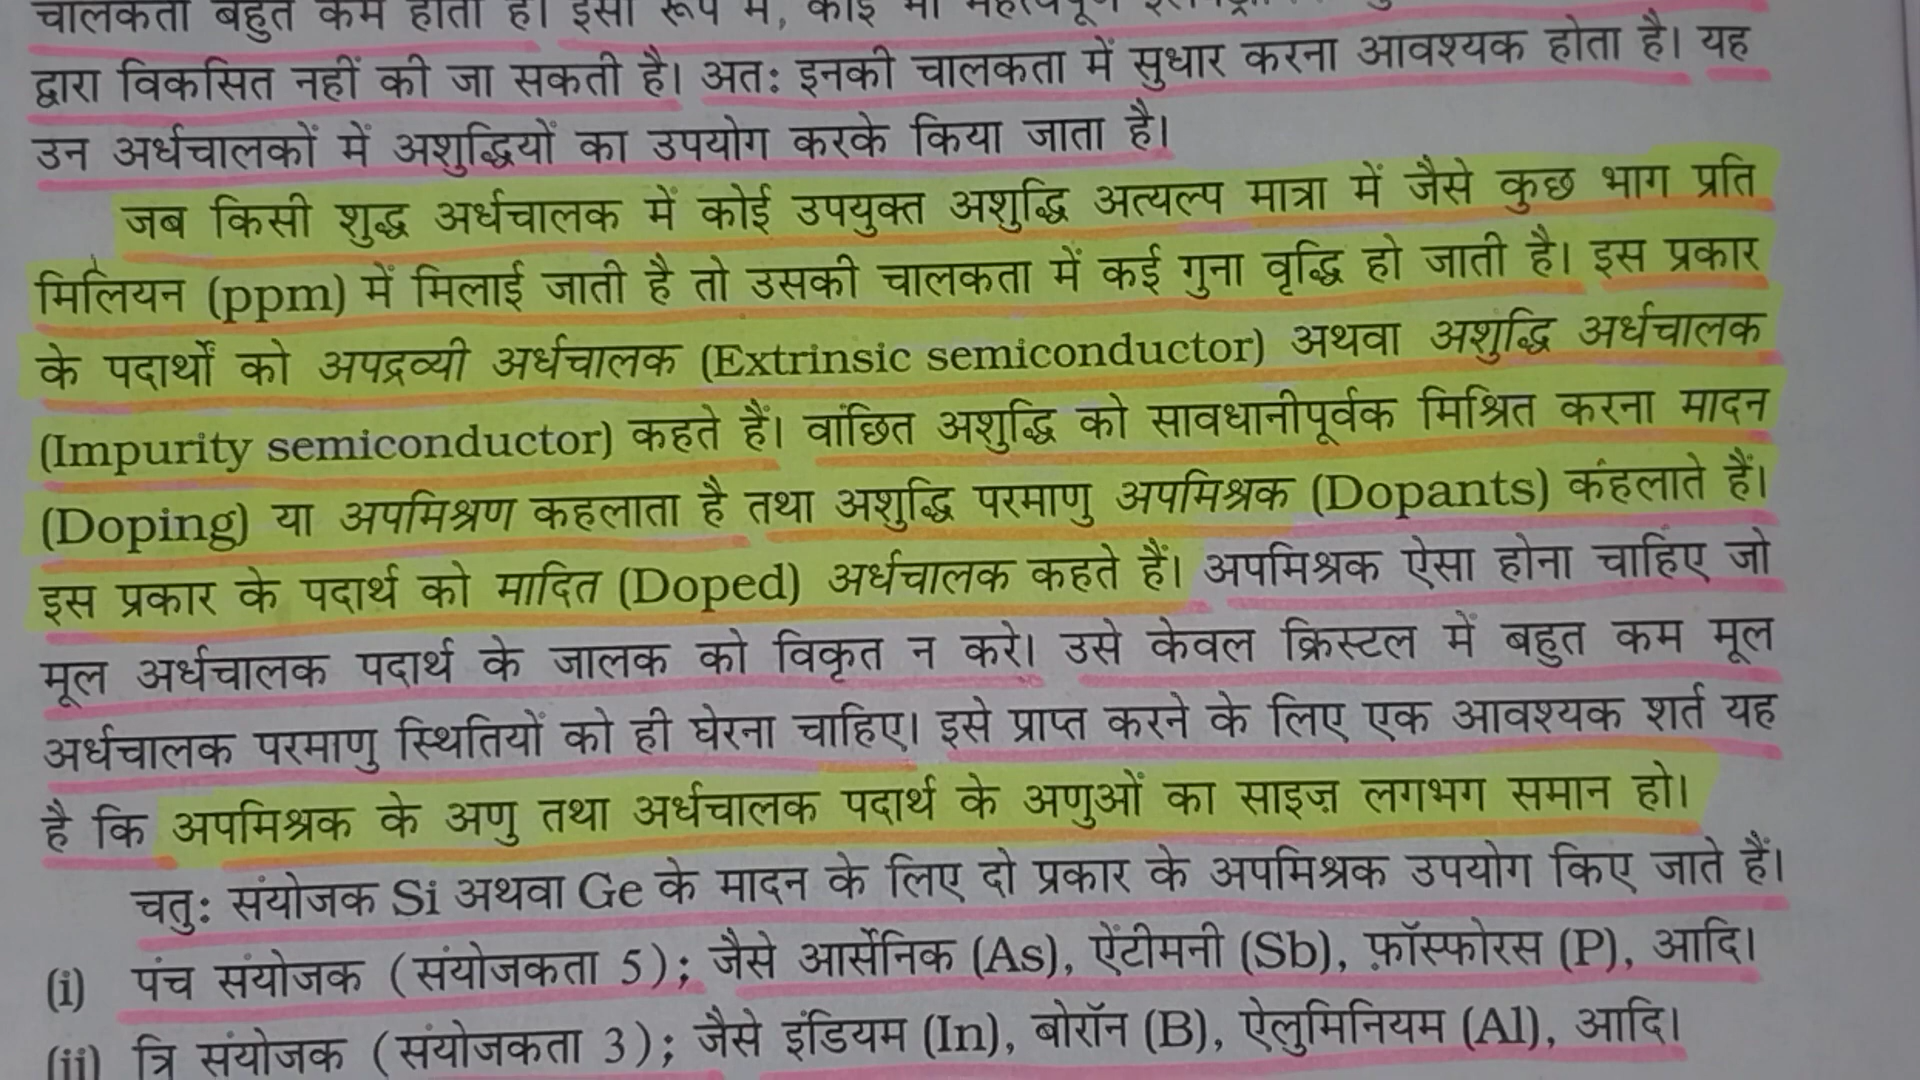 चालकता बहुत कम होती है। इसी रूप में, कोई भी महत्वपूर्ण
द्वारा विकसित नहीं की जा सकती है। अतः इनकी चालकता में सुधार करना आवश्यक होता है। यह
उन अर्धचालकों में अशुद्धियों का उपयोग करके किया जाता है।
जब किसी शुद्ध अर्धचालक में कोई उपयुक्त अशुद्धि अत्यल्प मात्रा में जैसे कुछ भाग प्रति
मिलियन (ppm) में मिलाई जाती है तो उसकी चालकता में कई गुना वृद्धि हो जाती है। इस प्रकार
के पदार्थों को अपद्रव्यी अर्धचालक (Extrinsic semiconductor) अथवा अशुद्धि अर्धचालक
(Impurity semiconductor) कहते हैं। वांछित अशुद्धि को सावधानीपूर्वक मिश्रित करना मादन
(Doping) या अपमिश्रण कहलाता है तथा अशुद्धि परमाणु अपमिश्रक (Dopants) कहलाते हैं।
इस प्रकार के पदार्थ को मादित (Doped) अर्धचालक कहते हैं। अपमिश्रक ऐसा होना चाहिए जो
मूल अर्धचालक पदार्थ के जालक को विकृत न करे। उसे केवल क्रिस्टल में बहुत कम मूल
अर्धचालक परमाणु स्थितियों को ही घेरना चाहिए। इसे प्राप्त करने के लिए एक आवश्यक शर्त यह
है कि अपमिश्रक के अणु तथा अर्धचालक पदार्थ के अणुओं का साइज़ लगभग समान हो।
चतुः संयोजक Si अथवा Ge के मादन के लिए दो प्रकार के अपमिश्रक उपयोग किए जाते हैं।
(i) पंच संयोजक (संयोजकता 5); जैसे आर्सेनिक (As), ऐंटीमनी (Sb), फ़ॉस्फोरस (P), आदि।
(ii) त्रि संयोजक (संयोजकता 3); जैसे इंडियम (In), बोरॉन (B), ऐलुमिनियम (Al), आदि।